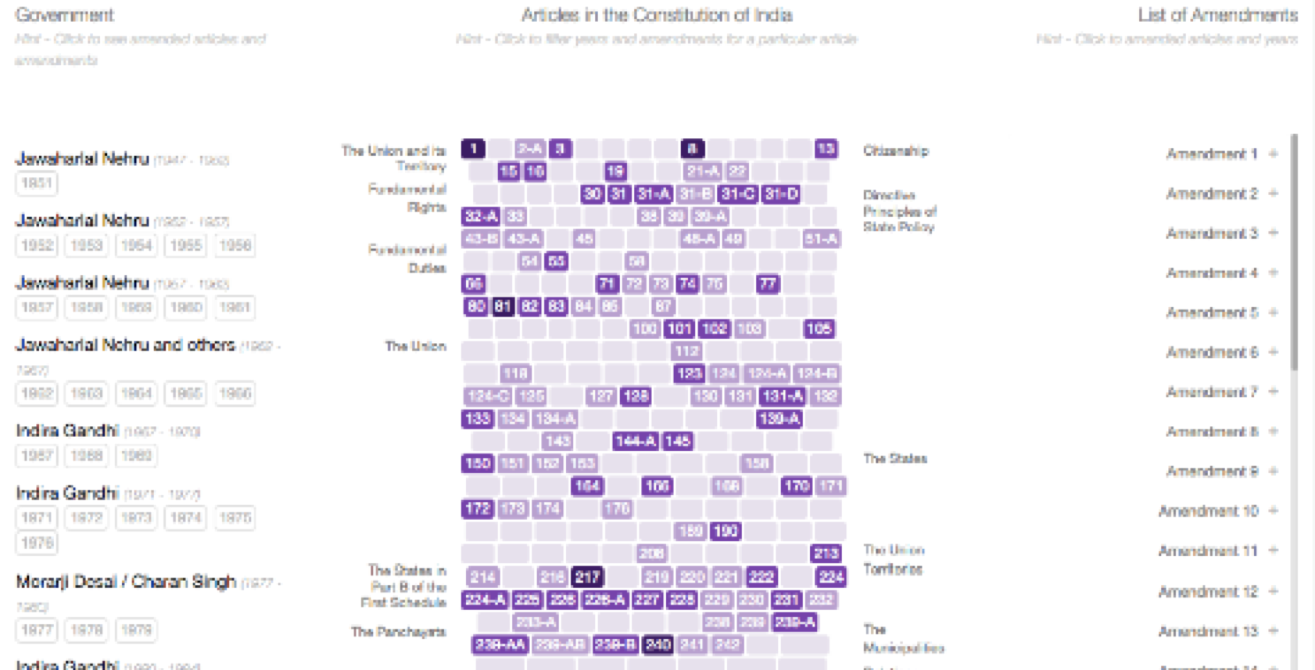 Government
Hint - Click to see amended articles and
amendments
Articles in the Constitution of India
Hint - Click to filter years and amendments for a particular article
List of Amendments
Hint - Click to amended articles and years
Jawaharlal Nehru (1947 - 1952)
1951
Jawaharlal Nehru (1952 - 1957)
1952 1953 1954 1955 1956
Jawaharlal Nehru (1957 - 1962)
1957 1958 1959 1960 1961
Jawaharlal Nehru and others (1962 -
1967)
1962 1963 1964 1965 1966
Indira Gandhi (1967 - 1970)
1967 1968 1969
Indira Gandhi (1971 - 1977)
1971 1972 1973 1974 1975
1976
Morarji Desai / Charan Singh (1977 -
1980)
1977 1978 1979
Indira Gandhi (1980 - 1984)
The Union and its
Territory
Fundamental
Rights
Fundamental
Duties
The Union
The States in
Part B of the
First Schedule
The Panchayats
1 2-A 3 8 13
15 16 19 21-A 22
30 31 31-A 31-B 31-C 31-D
32-A 33 38 39 39-A
43-B 43-A 45 48-A 49 51-A
54 55 58
66 71 72 73 74 75 77
80 81 82 83 84 85 87
100 101 102 103 105
112
118 123 124 124-A 124-B
124-C 125 127 128 130 131 131-A 132
133 134 134-A 139-A
143 144-A 145
150 151 152 153 158
164 166 168 170 171
172 173 174 176
189 190
208 213
214 216 217 219 220 221 222 224
224-A 225 226 226-A 227 228 229 230 231 232
233-A 238 239 239-A
239-AA 239-AB 239-B 240 241 242
Citizenship
Directive
Principles of
State Policy
The States
The Union
Territories
The
Municipalities
Amendment 1 +
Amendment 2 +
Amendment 3 +
Amendment 4 +
Amendment 5 +
Amendment 6 +
Amendment 7 +
Amendment 8 +
Amendment 9 +
Amendment 10 +
Amendment 11 +
Amendment 12 +
Amendment 13 +
Amendment 14 +